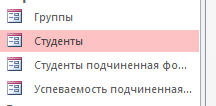 Группы
Студенты
Студенты подчиненная фо...
Успеваемость подчиненная...